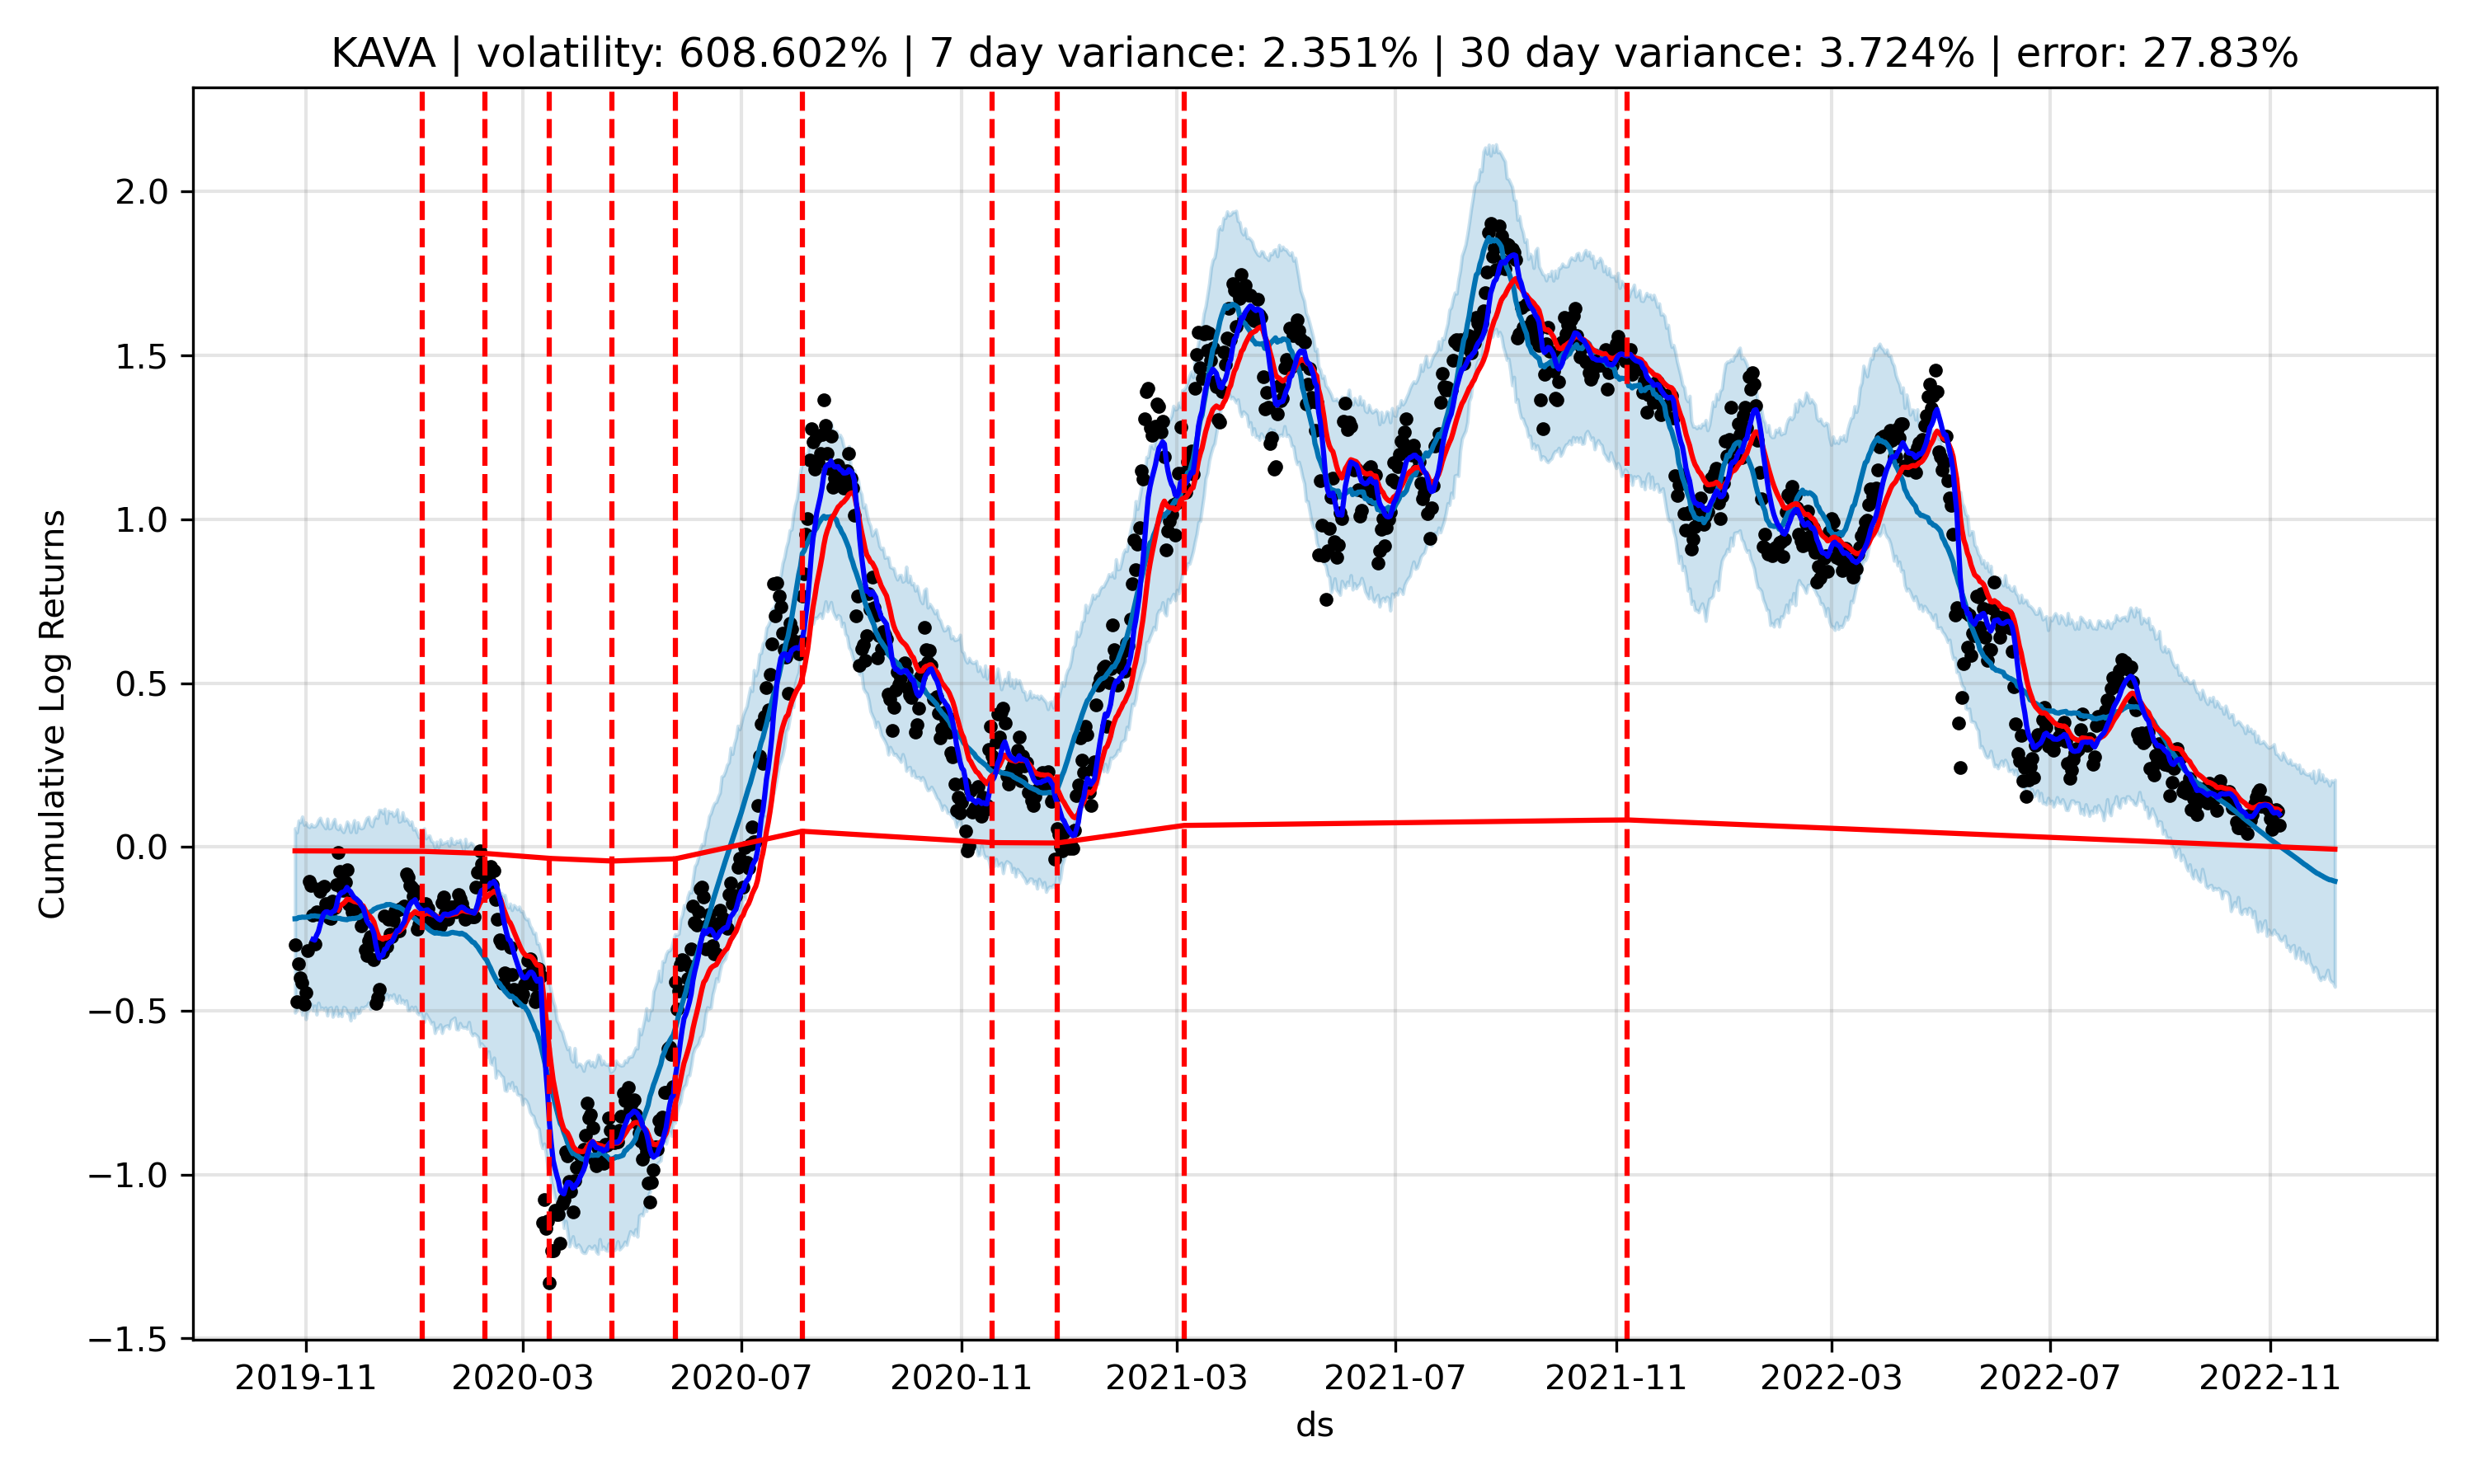 KAVA | volatility: 608.602% | 7 day variance: 2.351% | 30 day variance: 3.724% | error: 27.83%
Cumulative Log Returns
2.0
1.5
1.0
0.5
0.0
−0.5
−1.0
−1.5
2019-11 2020-03 2020-07 2020-11 2021-03 2021-07 2021-11 2022-03 2022-07 2022-11
ds